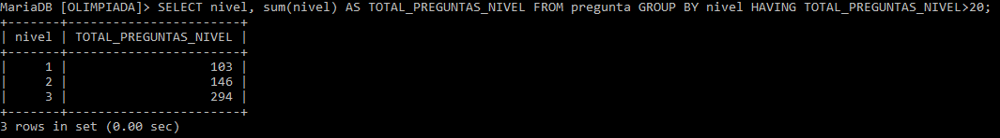 MariaDB [OLIMPIADA]> SELECT nivel, sum(nivel) AS TOTAL_PREGUNTAS_NIVEL FROM pregunta GROUP BY nivel HAVING TOTAL_PREGUNTAS_NIVEL>20;
+-------+-----------------------+
| nivel | TOTAL_PREGUNTAS_NIVEL |
+-------+-----------------------+
|     1 |                   103 |
|     2 |                   146 |
|     3 |                   294 |
+-------+-----------------------+
3 rows in set (0.00 sec)